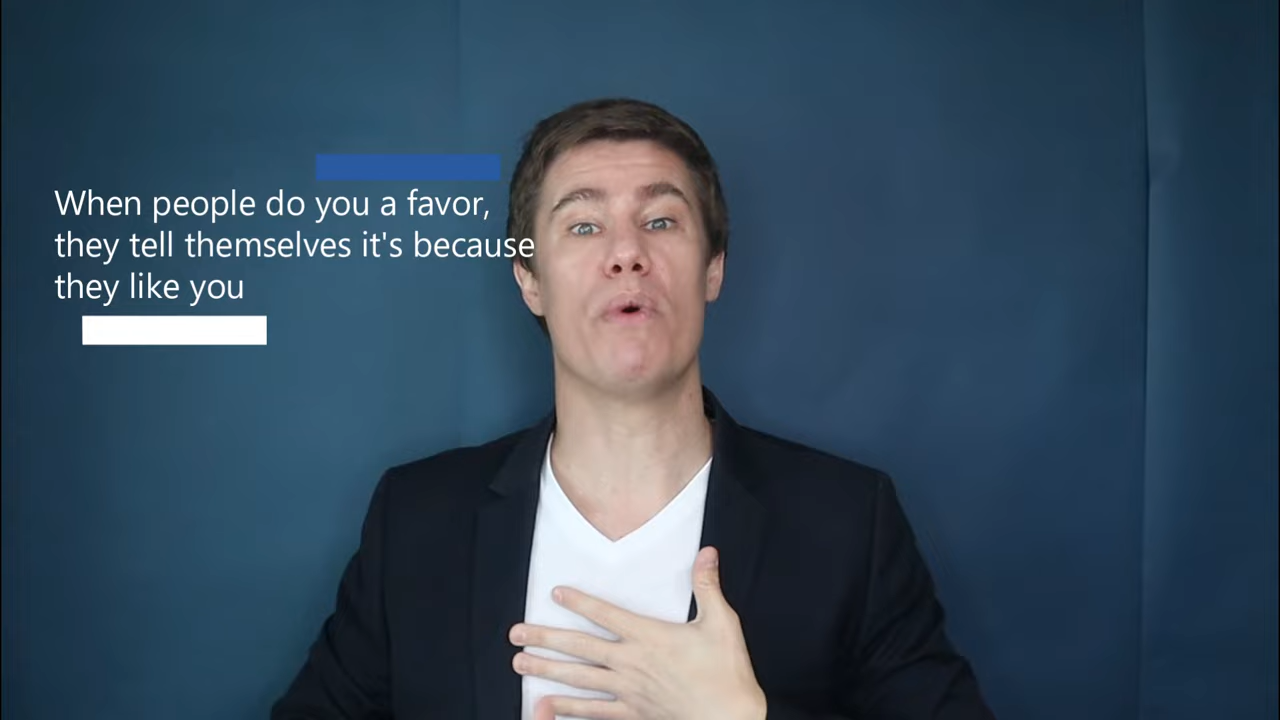 When people do you a favor,
they tell themselves it's because
they like you